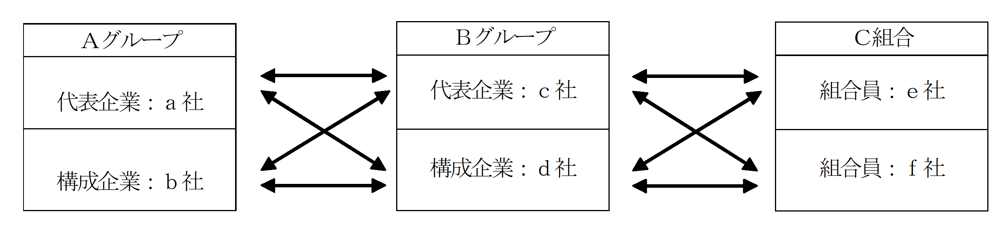 Aグループ
代表企業：a社
構成企業：b社
Bグループ
代表企業：c社
構成企業：d社
C組合
組合員：e社
組合員：f社